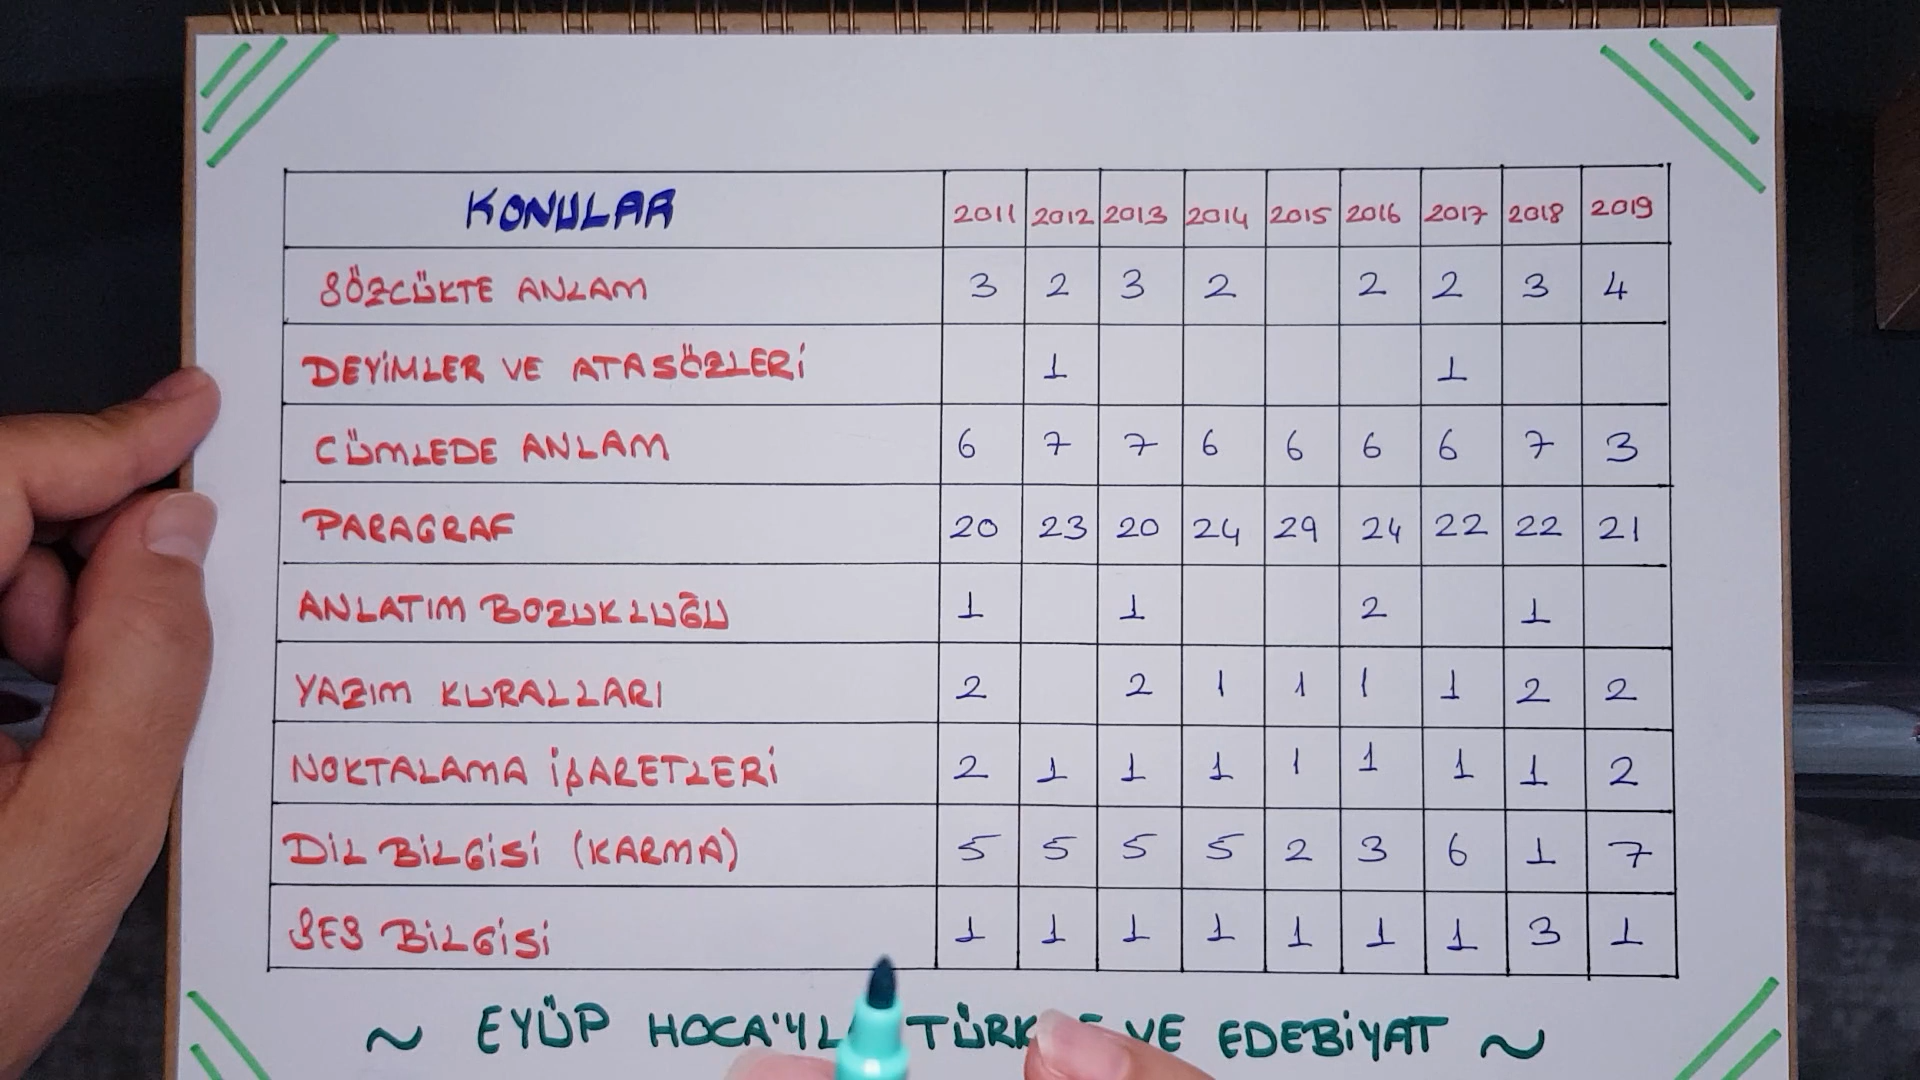 KONULAR 2011 2012 2013 2014 2015 2016 2017 2018 2019
SÖZCÜKTE ANLAM 3 2 3 2 2 2 3 4
DEYİMLER VE ATASÖZLERİ 1 1
CÜMLEDE ANLAM 6 7 7 6 6 6 6 7 3
PARAGRAF 20 23 20 24 29 24 22 22 21
ANLATIM BOZUKLUĞU 1 1 2 1
YAZIM KURALLARI 2 2 1 1 1 1 2 2
NOKTALAMA İŞARETLERİ 2 1 1 1 1 1 1 1 2
DİL BİLGİSİ (KARMA) 5 5 5 5 2 3 6 1 7
SES BİLGİSİ 1 1 1 1 1 1 1 3 1
~ EYÜP VE EDEBİYAT ~